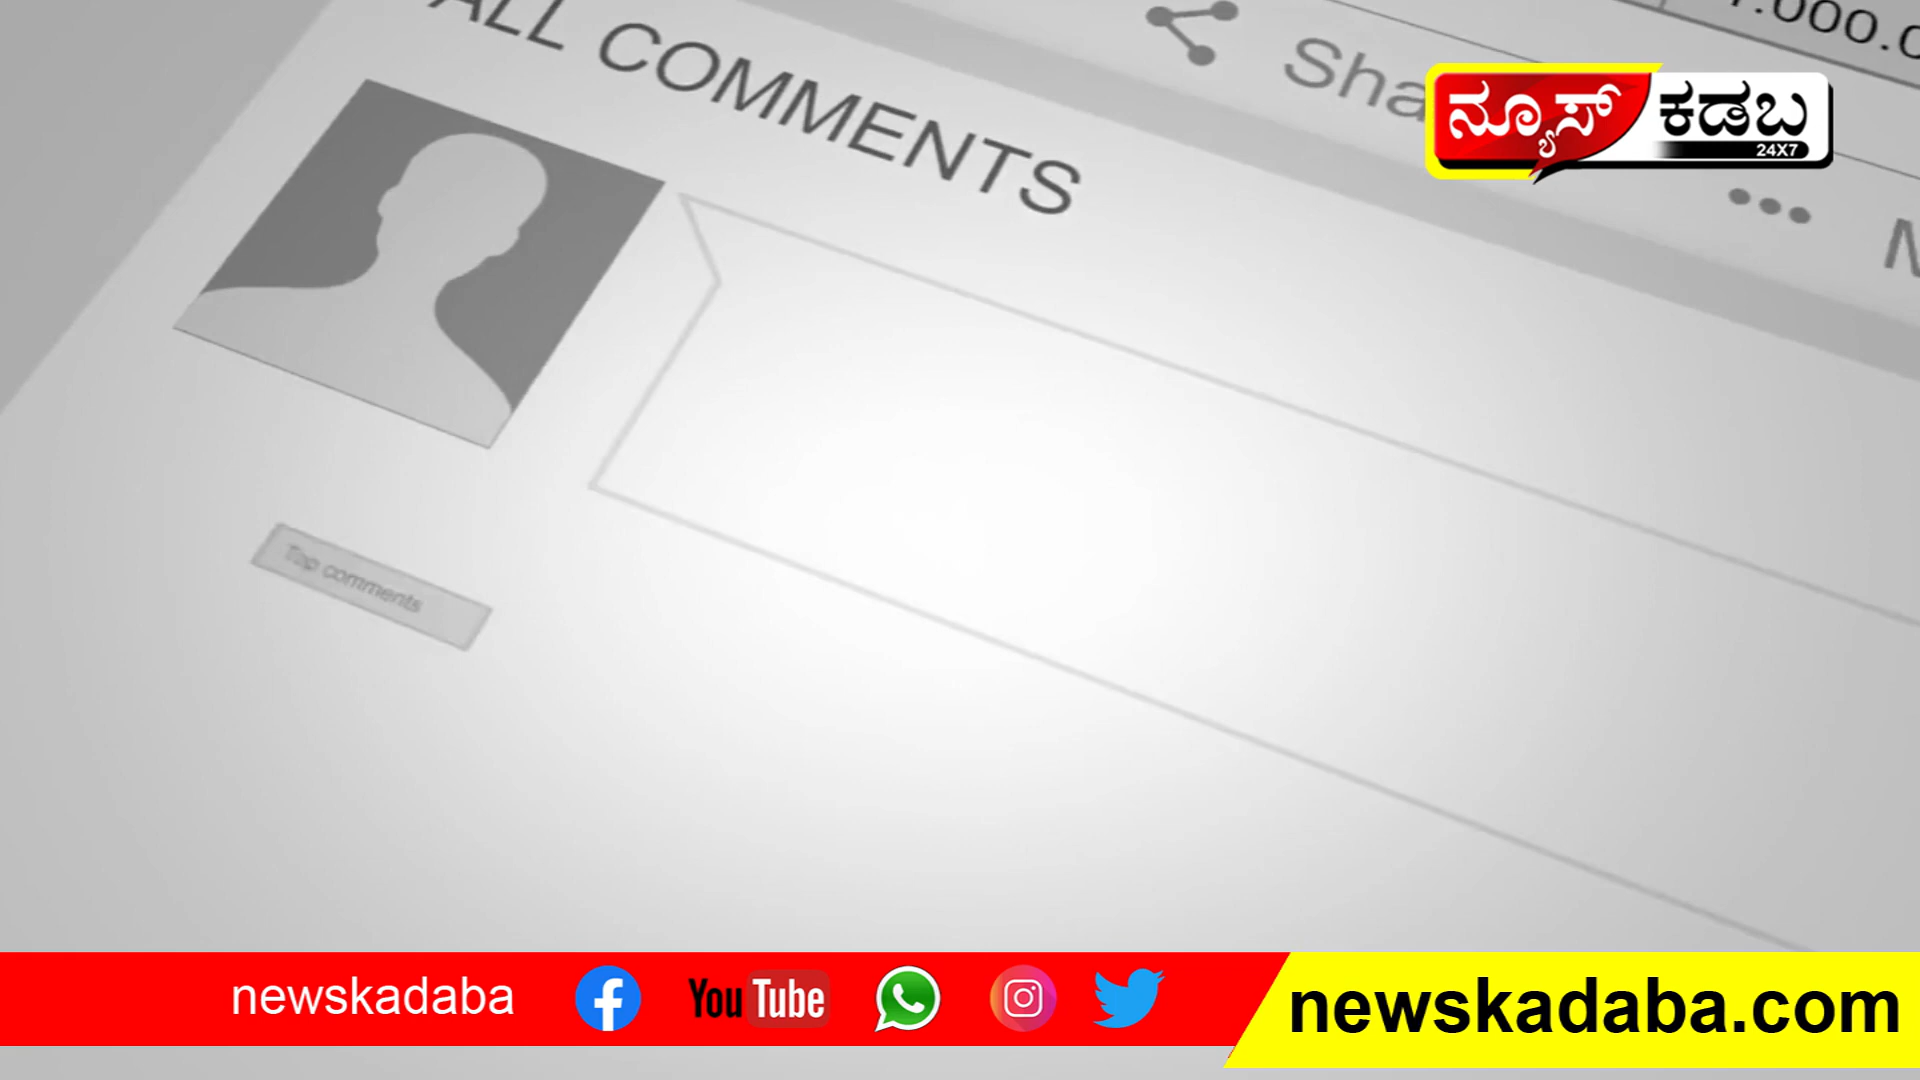 ALL COMMENTS
Sha
ನ್ಯೂಸ್ ಕಡಬ
24X7
Top comments
newskadaba
You Tube
newskadaba.com